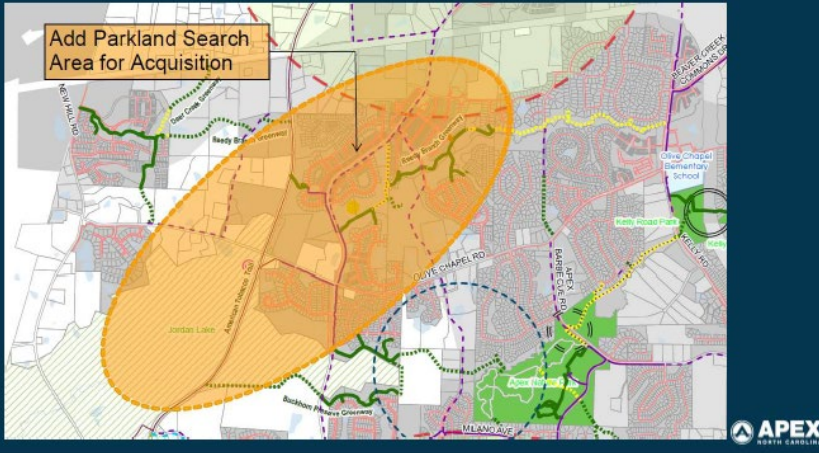 Add Parkland Search
Area for Acquisition
BEAVER CREEK
COMMONS DR
NEW HILL RD
Deer Creek Greenway
Reedy Branch Greenway
Reedy Branch Greenway
Olive Chapel
Elementary
School
Kelly Road Park
Kelly
KELLY RD
OLIVE CHAPEL RD
APEX
BARBECUE RD
American Tobacco Trail
Jordan Lake
Apex Nature Park
Buckhorn Preserve Greenway
MILANO AVE
APEX
NORTH CAROLINA